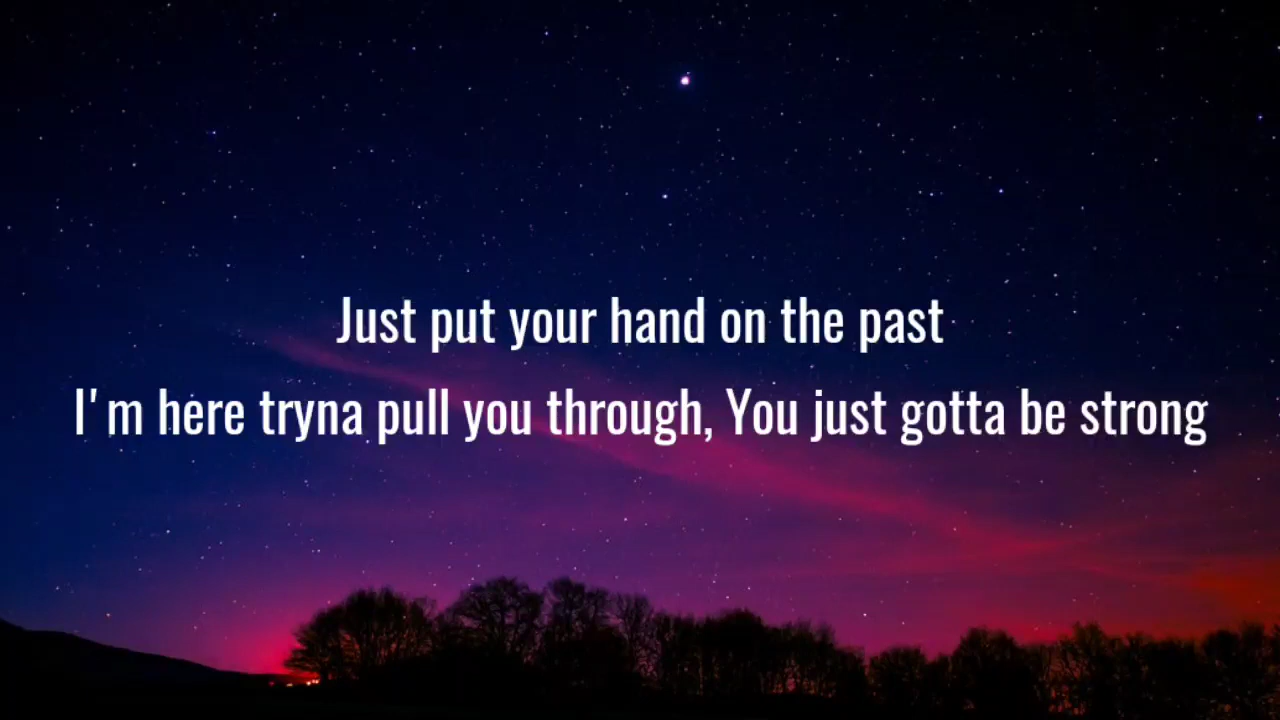 Just put your hand on the past
I'm here tryna pull you through, You just gotta be strong